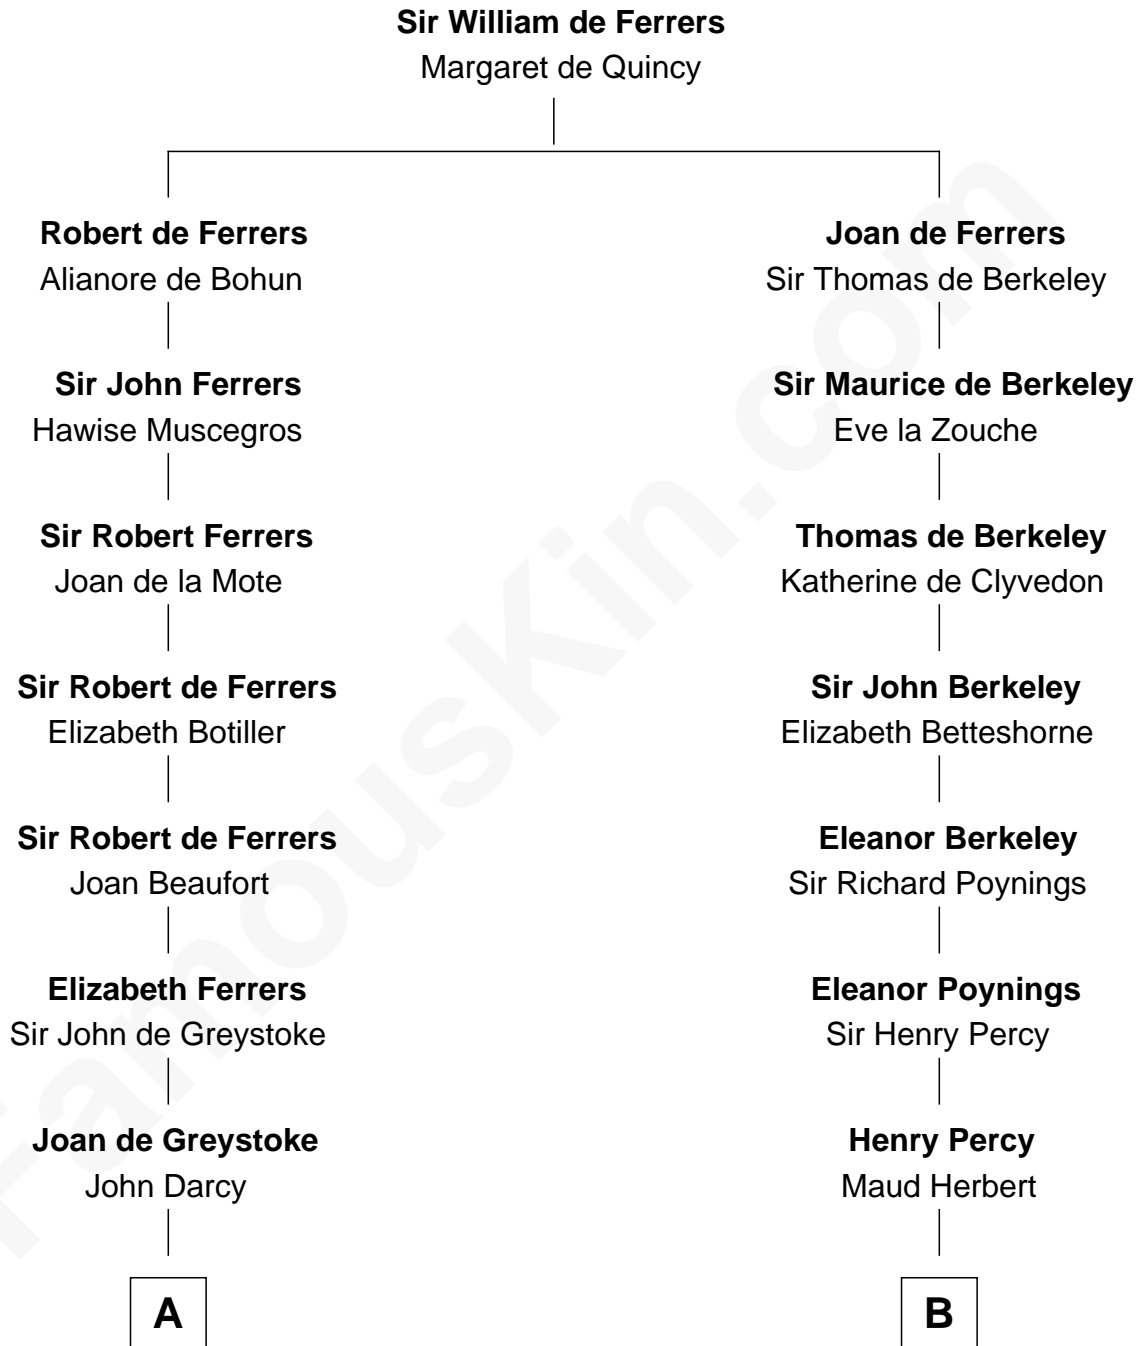 Sir William de Ferrers
Margaret de Quincy
Robert de Ferrers
Alianore de Bohun
Joan de Ferrers
Sir Thomas de Berkeley
Sir John Ferrers
Hawise Muscegros
Sir Maurice de Berkeley
Eve la Zouche
Sir Robert Ferrers
Joan de la Mote
Thomas de Berkeley
Katherine de Clyvedon
Sir Robert de Ferrers
Elizabeth Botiller
Sir John Berkeley
Elizabeth Betteshorne
Sir Robert de Ferrers
Joan Beaufort
Eleanor Berkeley
Sir Richard Poynings
Elizabeth Ferrers
Sir John de Greystoke
Eleanor Poynings
Sir Henry Percy
Joan de Greystoke
John Darcy
Henry Percy
Maud Herbert
A
B
FamousKin.com